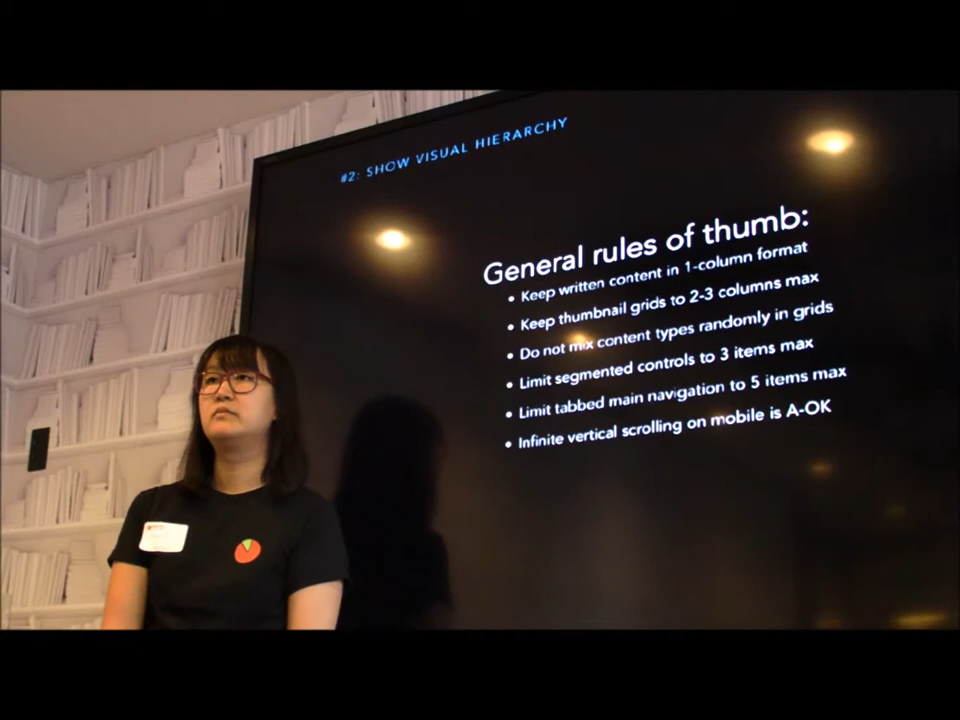 #2: SHOW VISUAL HIERARCHY
General rules of thumb:
• Keep written content in 1-column format
• Keep thumbnail grids to 2-3 columns max
• Do not mix content types randomly in grids
• Limit segmented controls to 3 items max
• Limit tabbed main navigation to 5 items max
• Infinite vertical scrolling on mobile is A-OK